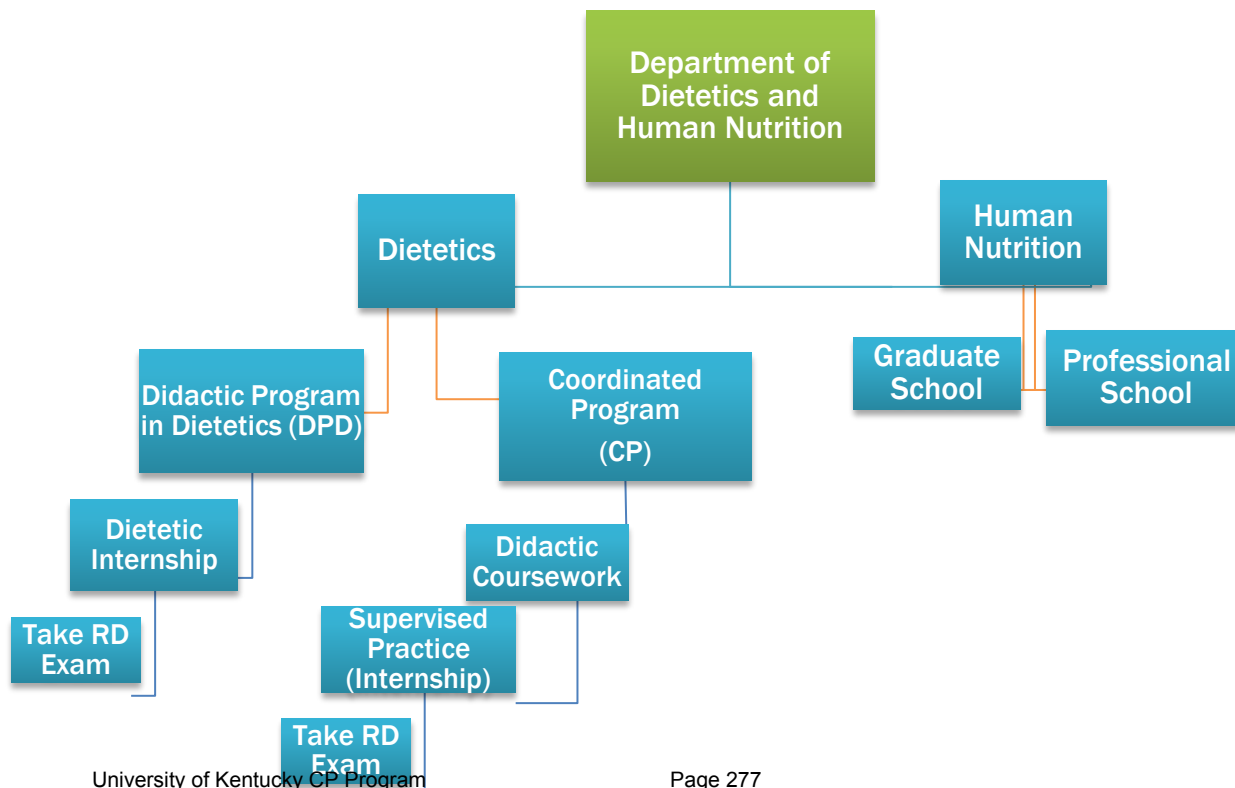 Department of
Dietetics and
Human Nutrition
Dietetics
Human
Nutrition
Didactic Program
in Dietetics (DPD)
Coordinated
Program
(CP)
Graduate
School
Professional
School
Dietetic
Internship
Didactic
Coursework
Take RD
Exam
Supervised
Practice
(Internship)
Take RD
Exam
University of Kentucky CP Program
Page 277